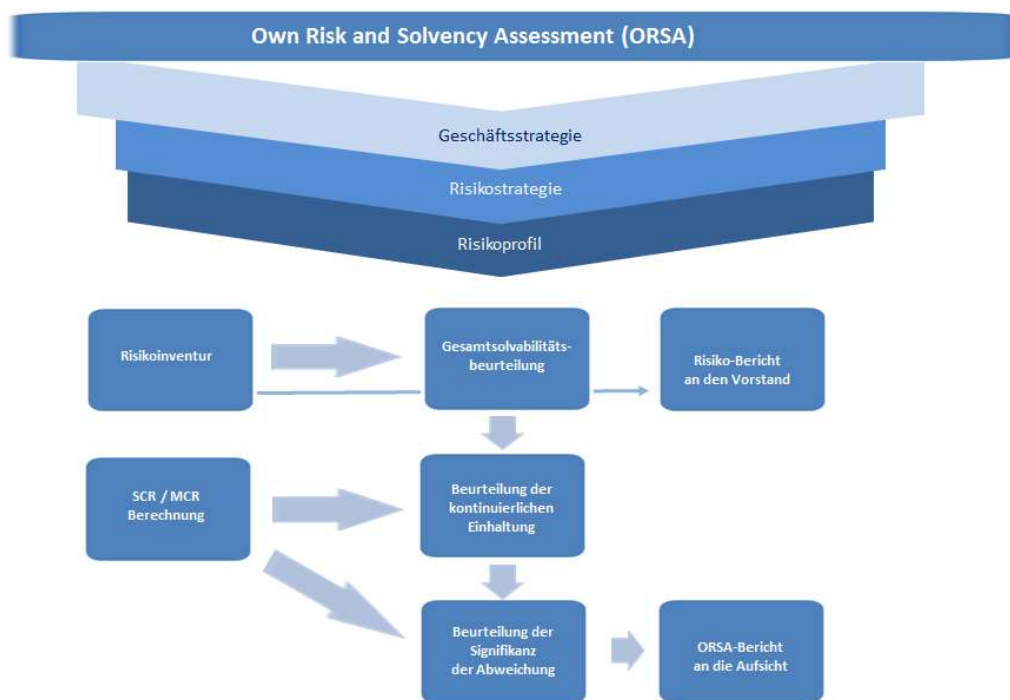 Own Risk and Solvency Assessment (ORSA)
Geschäftsstrategie
Risikostrategie
Risikoprofil
Risikoinventur
Gesamtsolvabilitäts-
beurteilung
Risiko-Bericht
an den Vorstand
SCR / MCR
Berechnung
Beurteilung der
kontinuierlichen
Einhaltung
Beurteilung der
Signifikanz
der Abweichung
ORSA-Bericht
an die Aufsicht